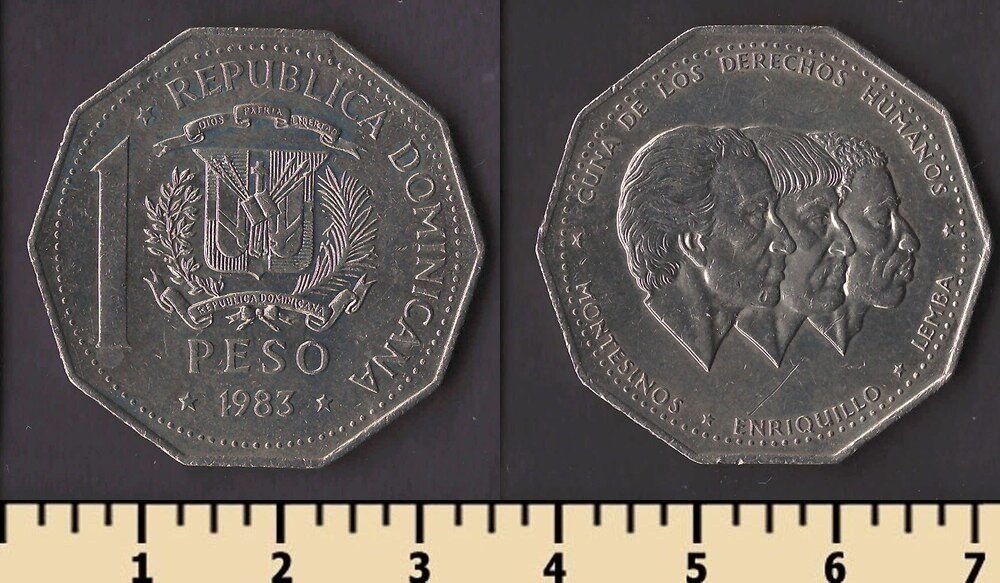 REPUBLICA DOMINICANA
DIOS PATRIA LIBERTAD
1
REPUBLICA DOMINICANA
PESO
1983
CUNA DE LOS DERECHOS HUMANOS
MONTESINOS ★ ENRIQUILLO ★ LEMBA
1 2 3 4 5 6 7